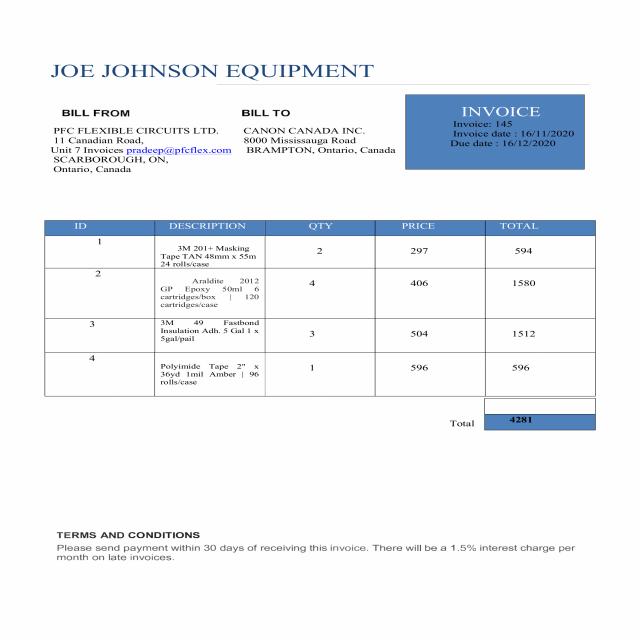 JOE JOHNSON EQUIPMENT
BILL FROM
PFC FLEXIBLE CIRCUITS LTD.
11 Canadian Road,
Unit 7 Invoices pradeep@pfcflex.com
SCARBOROUGH, ON,
Ontario, Canada
BILL TO
CANON CANADA INC.
8000 Mississauga Road
BRAMPTON, Ontario, Canada
INVOICE
Invoice: 145
Invoice date : 16/11/2020
Due date : 16/12/2020
ID DESCRIPTION QTY PRICE TOTAL
1
3M 201+ Masking
Tape TAN 48mm x 55m
24 rolls/case
2 297 594
2
Araldite 2012
GP Epoxy 50ml 6
cartridges/box | 120
cartridges/case
4 406 1580
3
3M 49 Fastbond
Insulation Adh. 5 Gal 1 x
5gal/pail
3 504 1512
4
Polyimide Tape 2" x
36yd 1mil Amber | 96
rolls/case
1 596 596
Total 4281
TERMS AND CONDITIONS
Please send payment within 30 days of receiving this invoice. There will be a 1.5% interest charge per
month on late invoices.